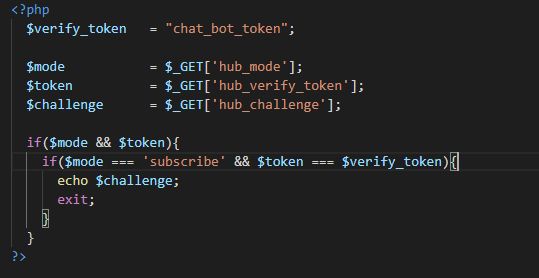 <?php
$verify_token = "chat_bot_token";
$mode = $_GET['hub_mode'];
$token = $_GET['hub_verify_token'];
$challenge = $_GET['hub_challenge'];
if($mode && $token){
if($mode === 'subscribe' && $token === $verify_token){
echo $challenge;
exit;
}
}
?>